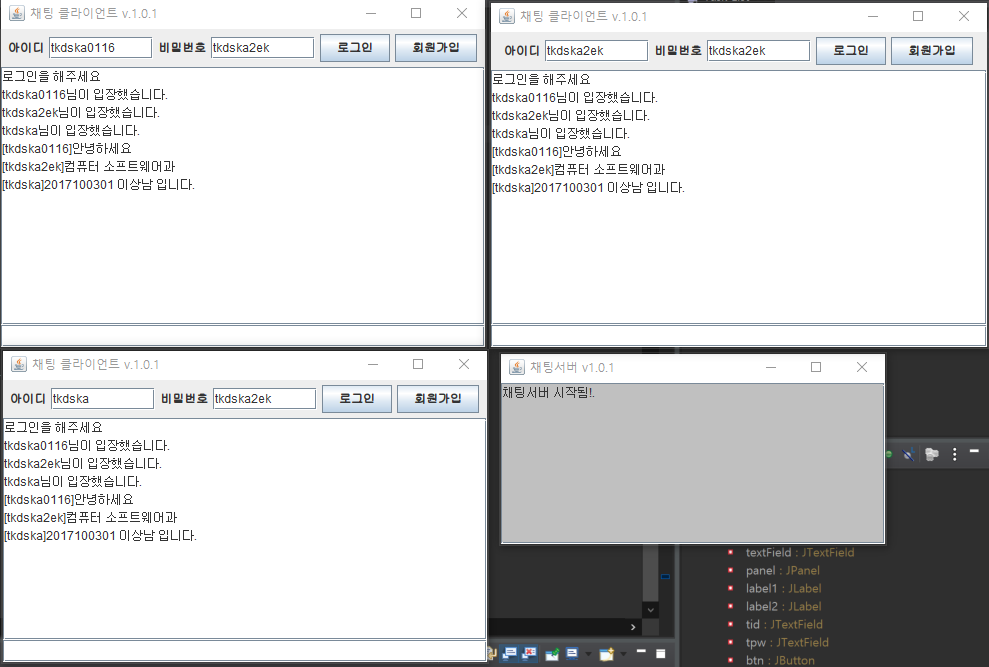 채팅 클라이언트 v.1.0.1
아이디 tkdska0116 비밀번호 tkdska2ek 로그인 회원가입
로그인을 해주세요
tkdska0116님이 입장했습니다.
tkdska2ek님이 입장했습니다.
tkdska님이 입장했습니다.
[tkdska0116]안녕하세요
[tkdska2ek]컴퓨터 소프트웨어과
[tkdska]2017100301 이상남 입니다.
채팅 클라이언트 v.1.0.1
아이디 tkdska2ek 비밀번호 tkdska2ek 로그인 회원가입
로그인을 해주세요
tkdska0116님이 입장했습니다.
tkdska2ek님이 입장했습니다.
tkdska님이 입장했습니다.
[tkdska0116]안녕하세요
[tkdska2ek]컴퓨터 소프트웨어과
[tkdska]2017100301 이상남 입니다.
채팅 클라이언트 v.1.0.1
아이디 tkdska 비밀번호 tkdska2ek 로그인 회원가입
로그인을 해주세요
tkdska0116님이 입장했습니다.
tkdska2ek님이 입장했습니다.
tkdska님이 입장했습니다.
[tkdska0116]안녕하세요
[tkdska2ek]컴퓨터 소프트웨어과
[tkdska]2017100301 이상남 입니다.
채팅서버 v1.0.1
채팅서버 시작됨!.
textField : JTextField
panel : JPanel
label1 : JLabel
label2 : JLabel
tid : JTextField
tpw : JTextField
btn : JButton